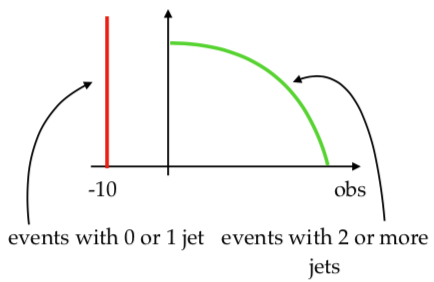 -10
obs
events with 0 or 1 jet
events with 2 or more
jets